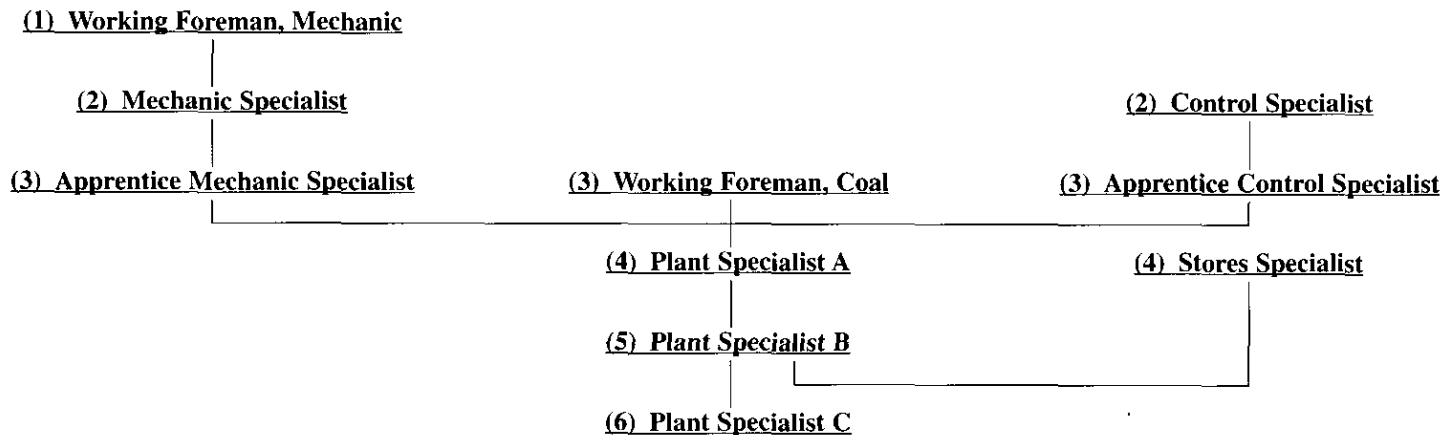 (1) Working Foreman, Mechanic
(2) Mechanic Specialist
(2) Control Specialist
(3) Apprentice Mechanic Specialist
(3) Working Foreman, Coal
(3) Apprentice Control Specialist
(4) Plant Specialist A
(4) Stores Specialist
(5) Plant Specialist B
(6) Plant Specialist C